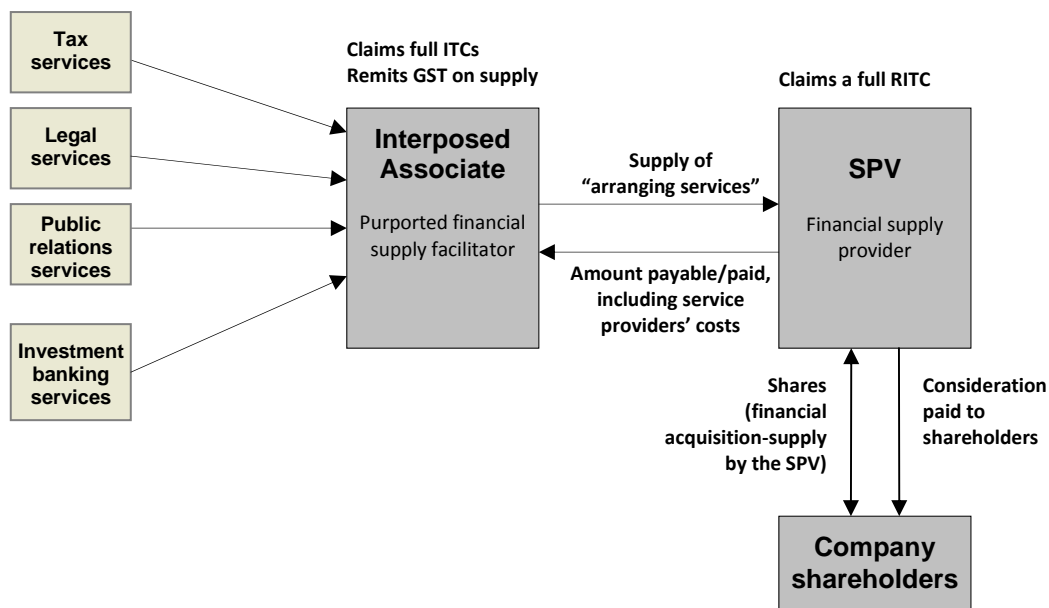 Tax
services
Legal
services
Public
relations
services
Investment
banking
services
Claims full ITCs
Remits GST on supply
Interposed
Associate
Purported financial
supply facilitator
Supply of
“arranging services”
Amount payable/paid,
including service
providers’ costs
Claims a full RITC
SPV
Financial supply
provider
Shares
(financial
acquisition-supply
by the SPV)
Consideration
paid to
shareholders
Company
shareholders